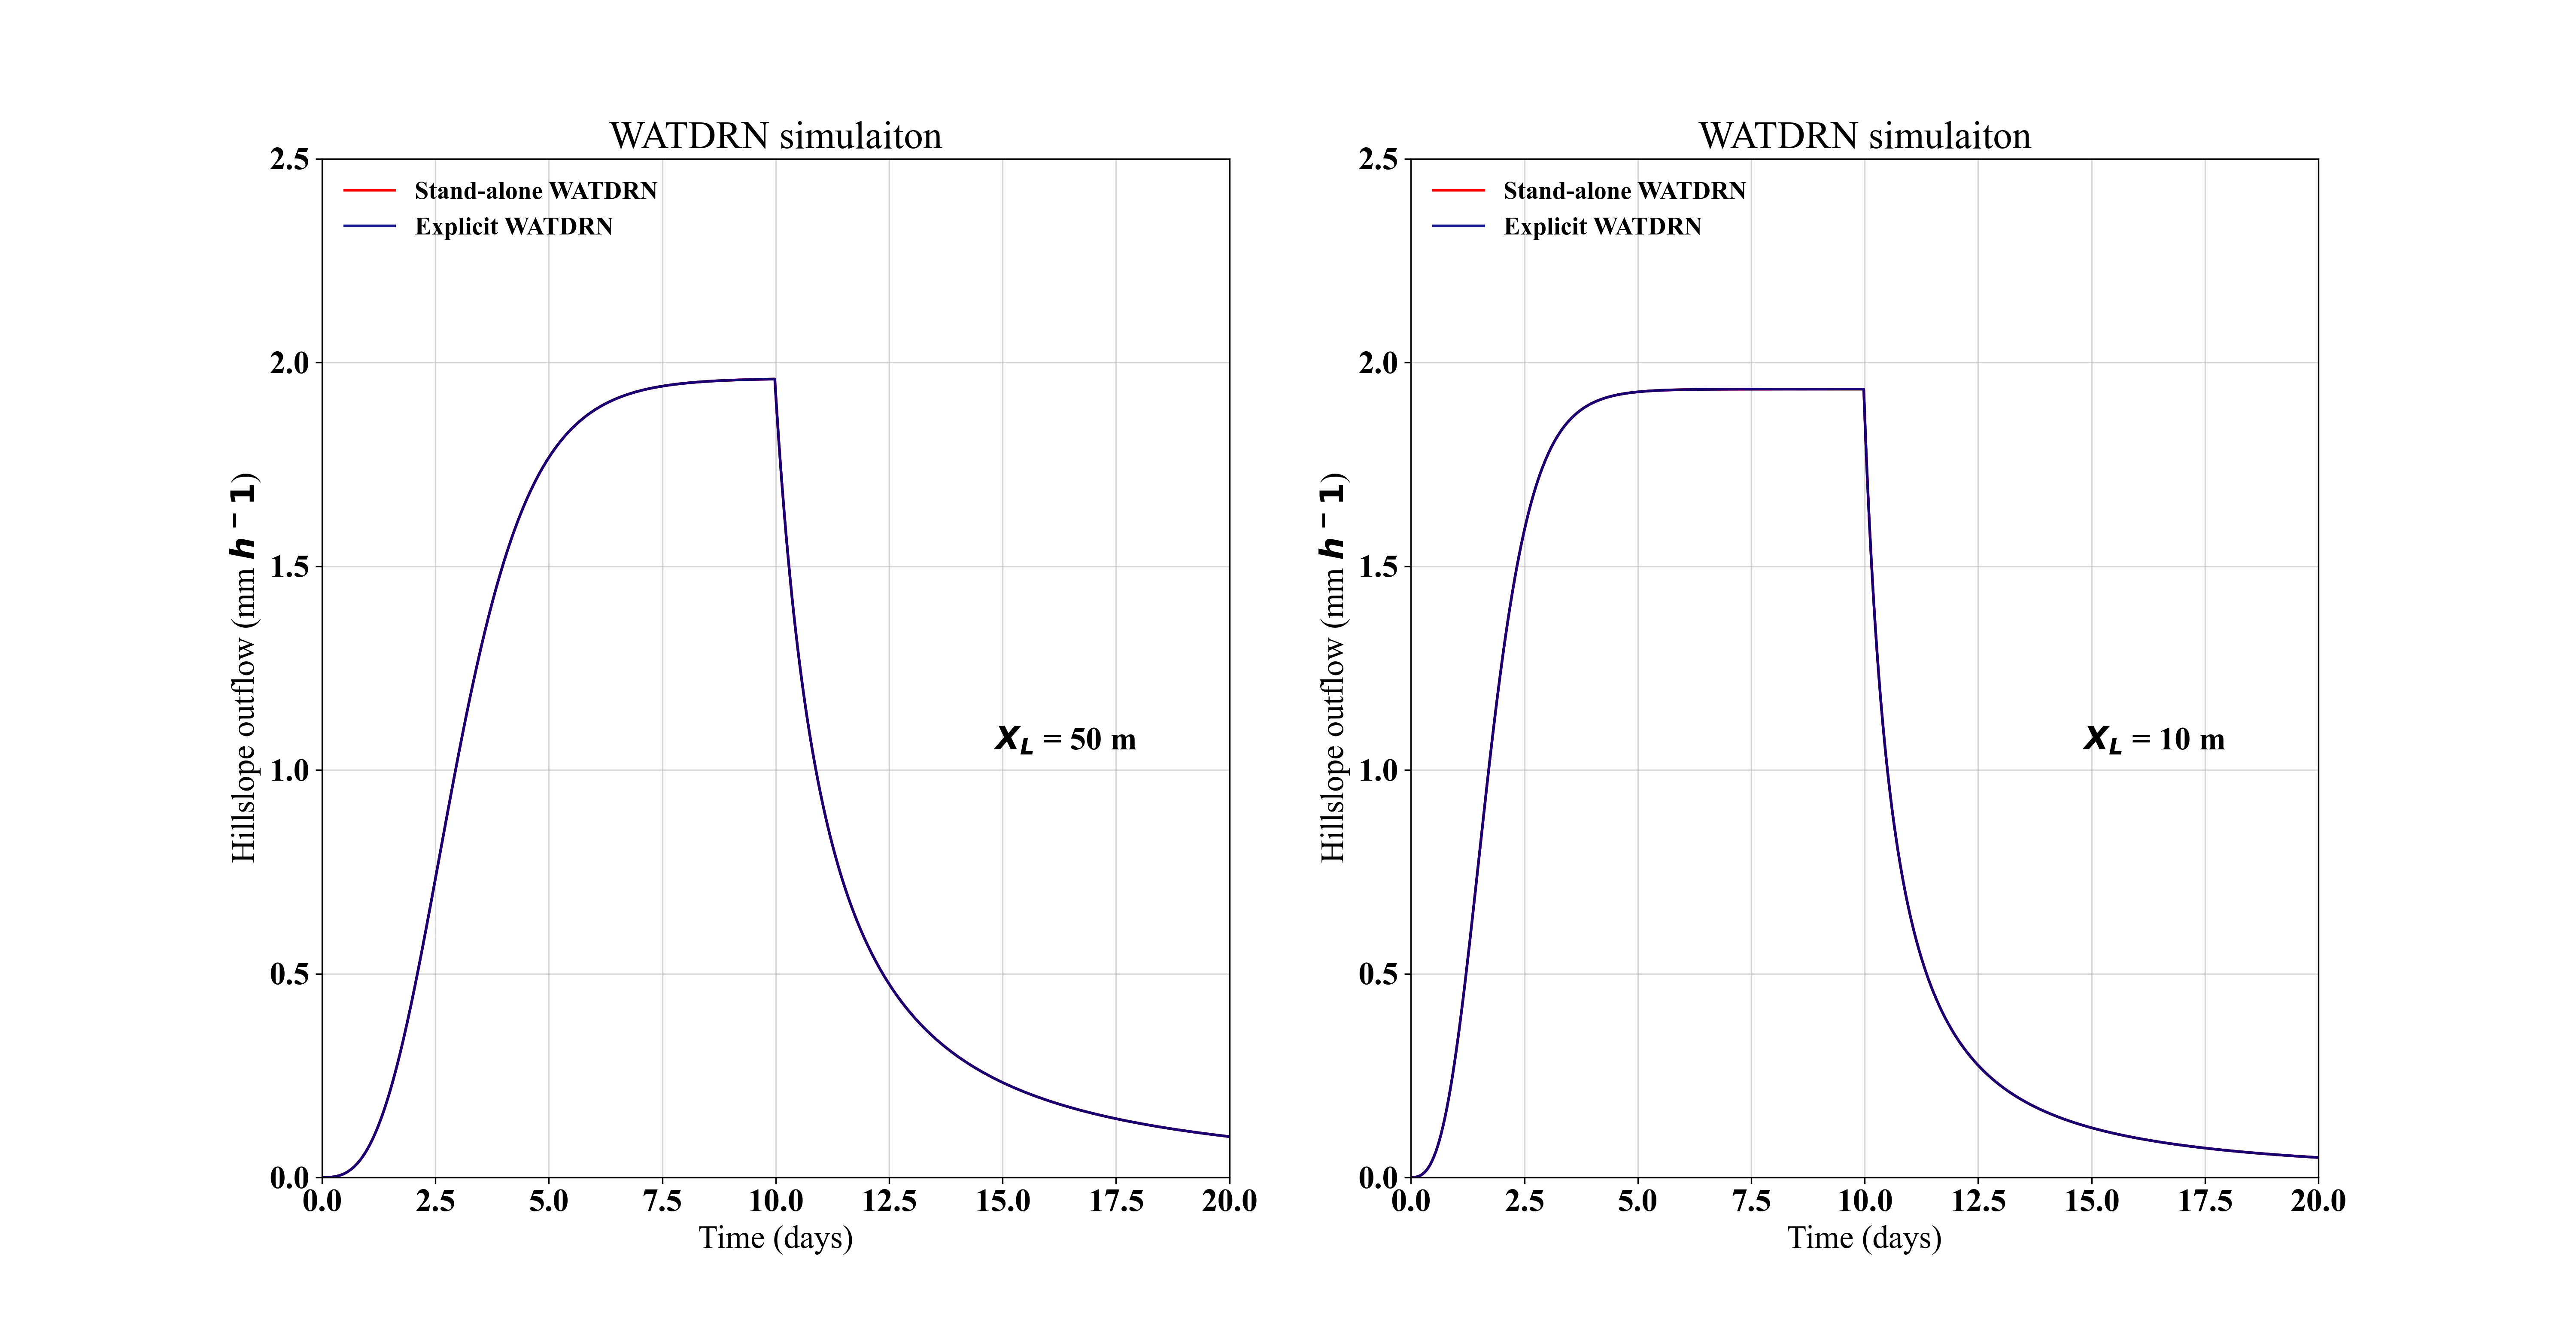 WATDRN simulaiton
Stand-alone WATDRN
Explicit WATDRN
Hillslope outflow (mm h − 1)
2.5
2.0
1.5
1.0
0.5
0.0
X_L = 50 m
0.0 2.5 5.0 7.5 10.0 12.5 15.0 17.5 20.0
Time (days)
WATDRN simulaiton
Stand-alone WATDRN
Explicit WATDRN
Hillslope outflow (mm h − 1)
2.5
2.0
1.5
1.0
0.5
0.0
X_L = 10 m
0.0 2.5 5.0 7.5 10.0 12.5 15.0 17.5 20.0
Time (days)